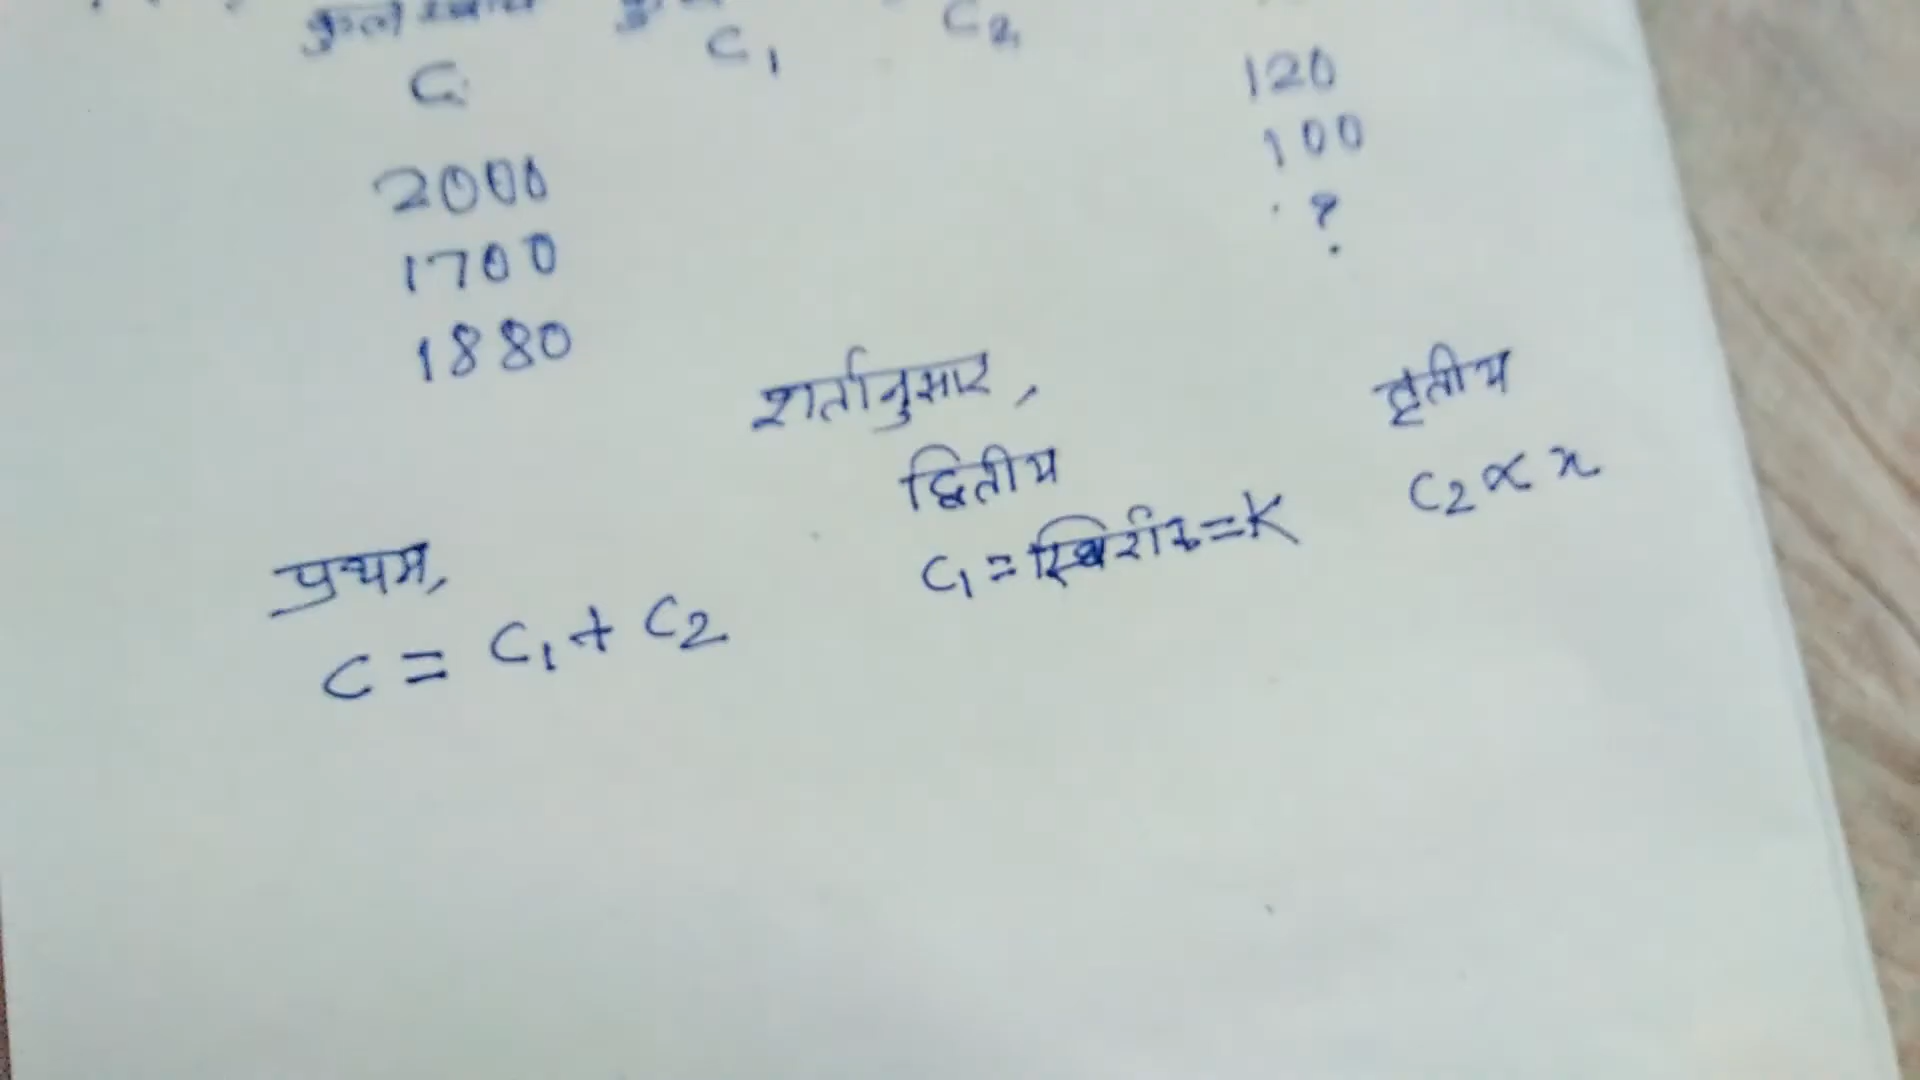 कुल
C C₁ C₂
2000 120
1700 100
1880 ?
शर्तानुसार,
प्रथम, द्वितीय तृतीय
C = C₁ + C₂ C₁ = स्थिरांक = K C₂ ∝ x